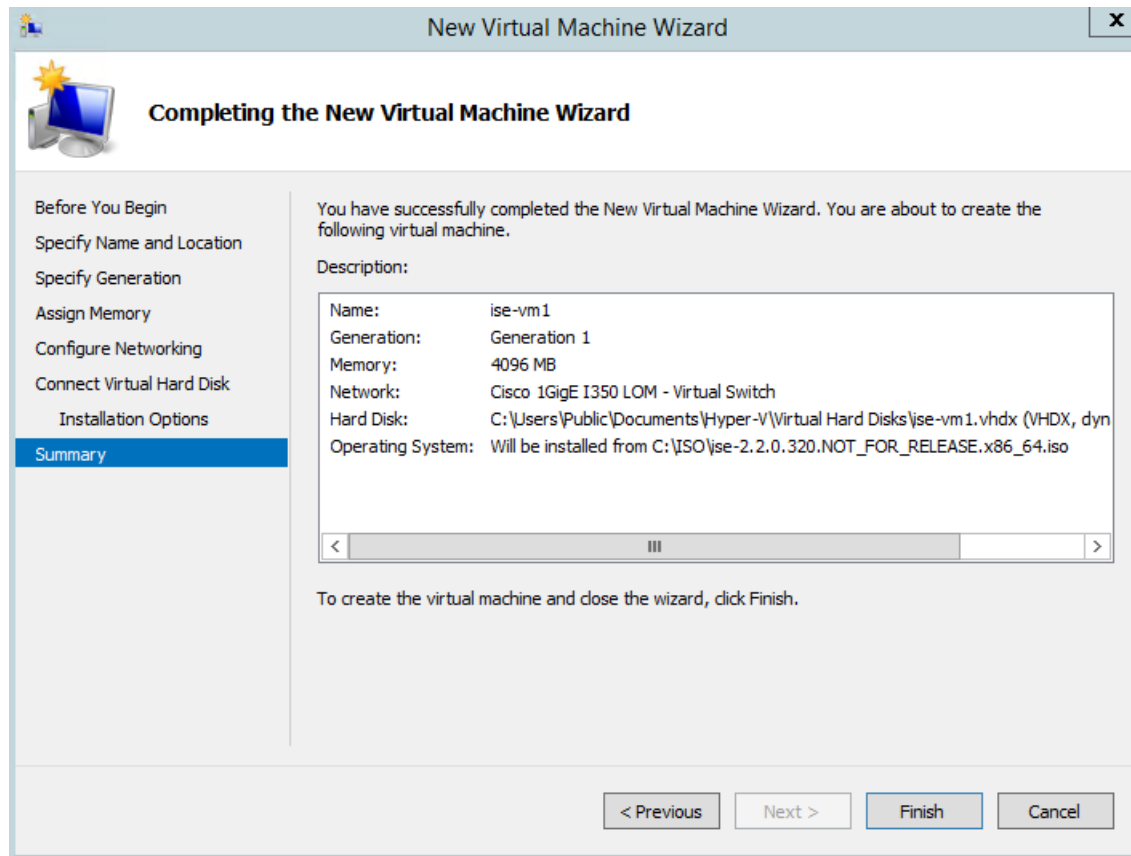 New Virtual Machine Wizard
X
Completing the New Virtual Machine Wizard
Before You Begin
Specify Name and Location
Specify Generation
Assign Memory
Configure Networking
Connect Virtual Hard Disk
Installation Options
Summary
You have successfully completed the New Virtual Machine Wizard. You are about to create the
following virtual machine.
Description:
Name: ise-vm1
Generation: Generation 1
Memory: 4096 MB
Network: Cisco 1GigE I350 LOM - Virtual Switch
Hard Disk: C:\Users\Public\Documents\Hyper-V\Virtual Hard Disks\ise-vm1.vhdx (VHDX, dyn
Operating System: Will be installed from C:\ISO\ise-2.2.0.320.NOT_FOR_RELEASE.x86_64.iso
To create the virtual machine and close the wizard, click Finish.
< Previous Next > Finish Cancel